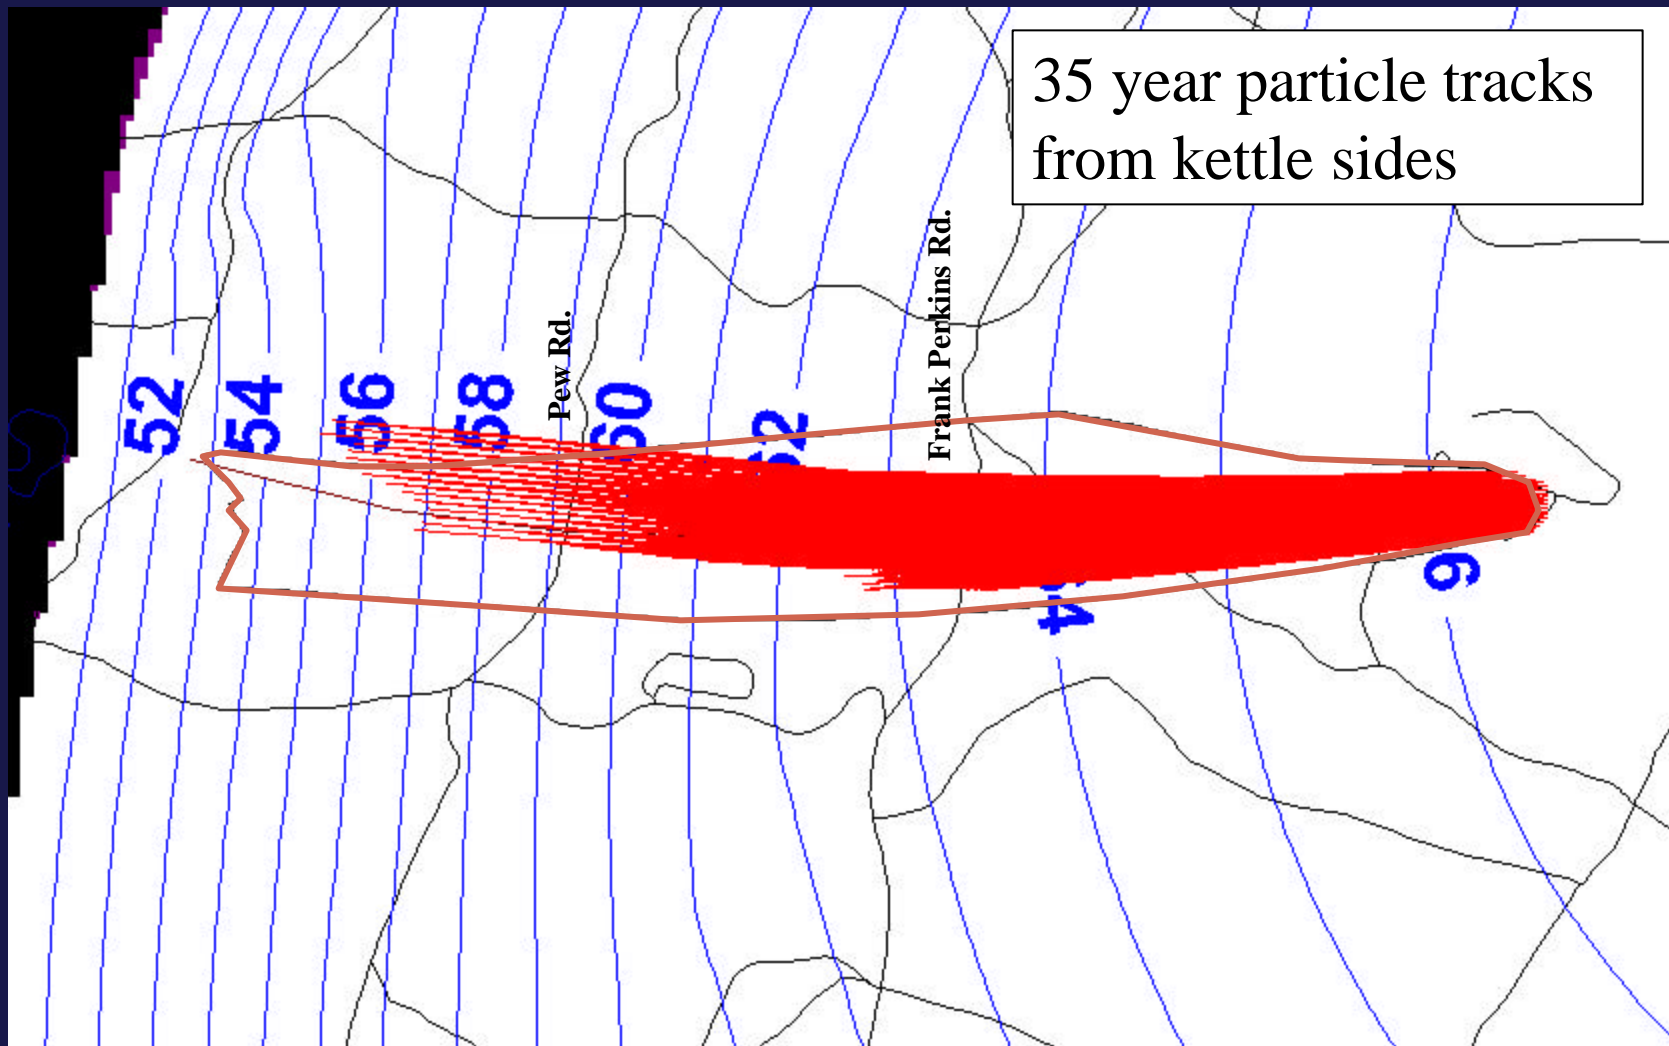 35 year particle tracks
from kettle sides
Frank Perkins Rd.
Pew Rd.
52
54
56
58
60
62
64
6